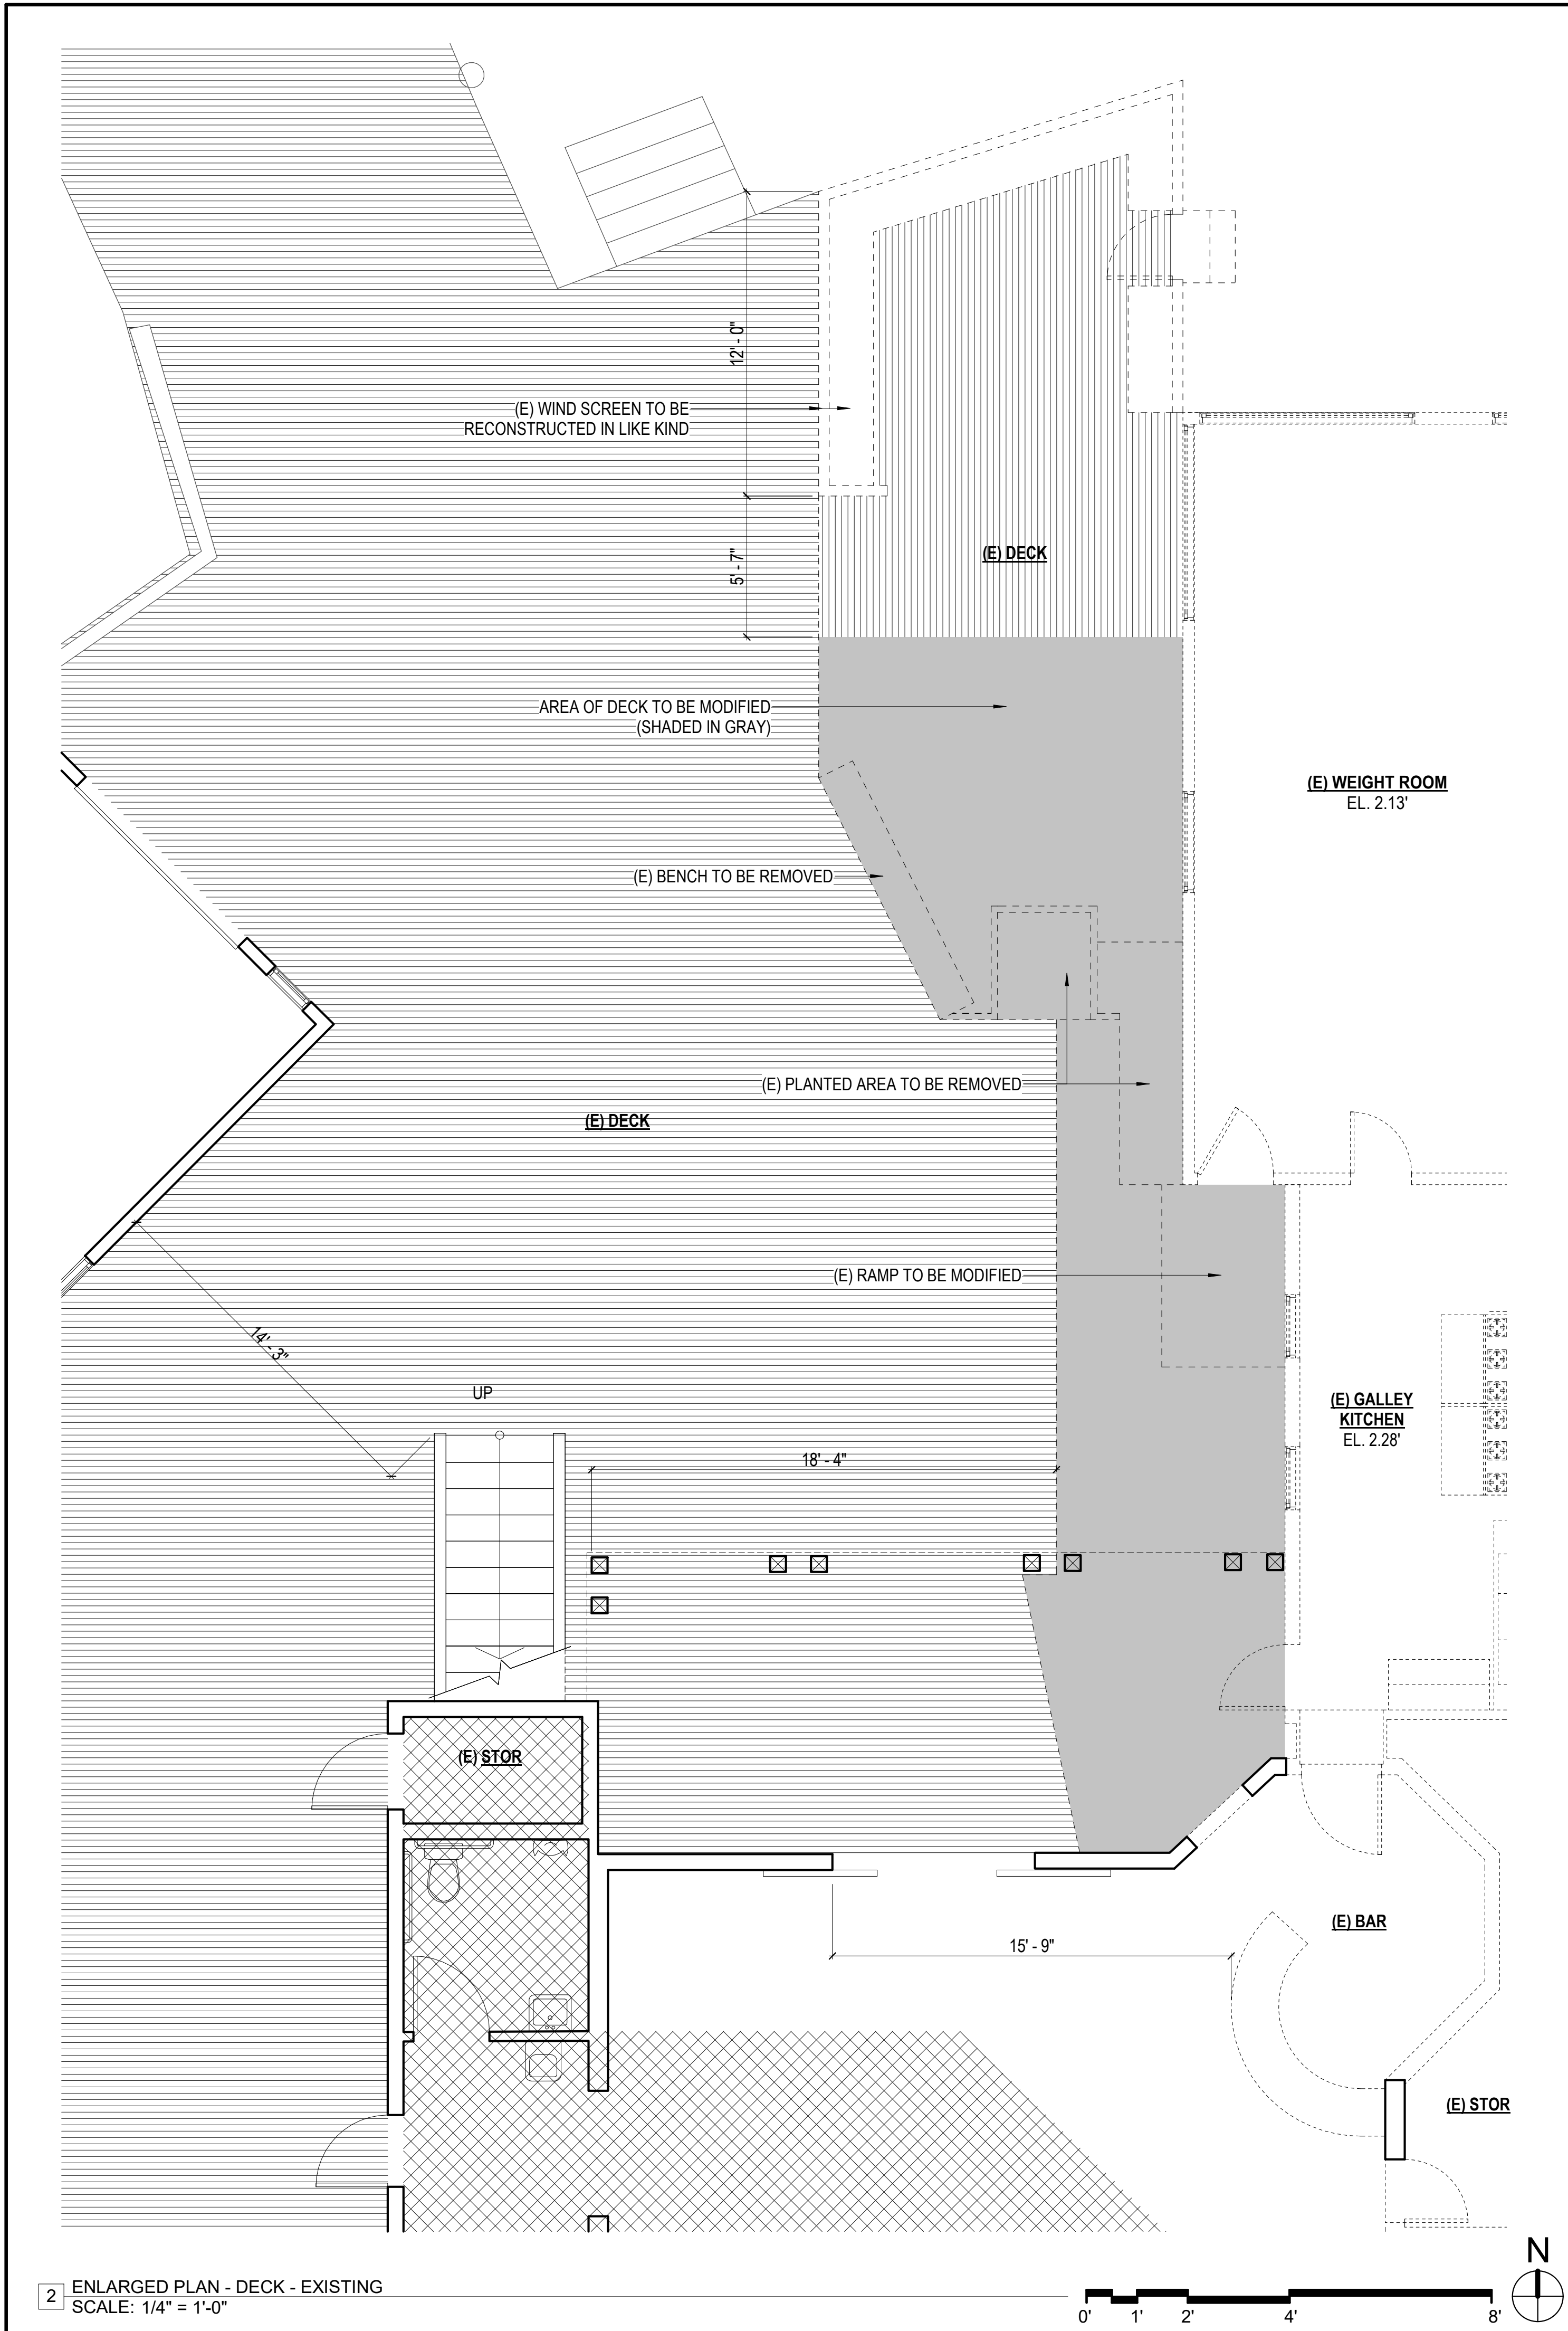 12' - 0"
(E) WIND SCREEN TO BE
RECONSTRUCTED IN LIKE KIND
5' - 7"
(E) DECK
AREA OF DECK TO BE MODIFIED
(SHADED IN GRAY)
(E) WEIGHT ROOM
EL. 2.13'
(E) BENCH TO BE REMOVED
(E) PLANTED AREA TO BE REMOVED
(E) DECK
(E) RAMP TO BE MODIFIED
14' - 3"
UP
(E) GALLEY
KITCHEN
EL. 2.28'
18' - 4"
(E) STOR
(E) BAR
15' - 9"
(E) STOR
N
2
ENLARGED PLAN - DECK - EXISTING
SCALE: 1/4" = 1'-0"
0' 1' 2' 4' 8'